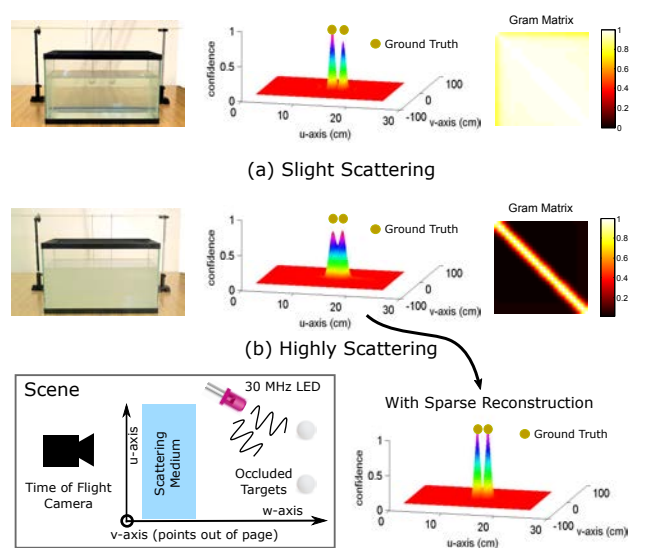 Ground Truth
1
0.5
0
confidence
0
10
20
30
u-axis (cm)
-100
0
100
v-axis (cm)
Gram Matrix
1
0.8
0.6
0.4
0.2
0
(a) Slight Scattering
Ground Truth
1
0.5
0
confidence
0
10
20
30
u-axis (cm)
-100
0
100
v-axis (cm)
Gram Matrix
1
0.8
0.6
0.4
0.2
(b) Highly Scattering
Scene
30 MHz LED
u-axis
Scattering
Medium
Time of Flight
Camera
Occluded
Targets
w-axis
v-axis (points out of page)
With Sparse Reconstruction
Ground Truth
1
0.5
0
confidence
0
10
20
30
u-axis (cm)
-100
0
100
v-axis (cm)